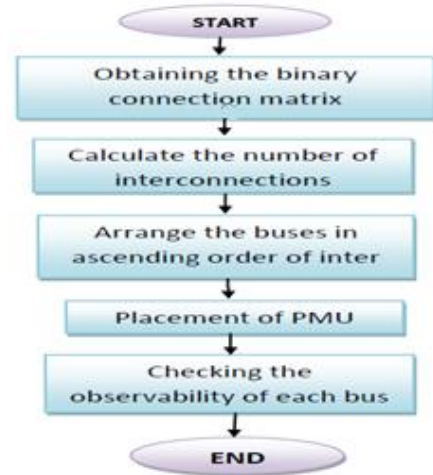 START
Obtaining the binary
connection matrix
Calculate the number of
interconnections
Arrange the buses in
ascending order of inter
Placement of PMU
Checking the
observability of each bus
END